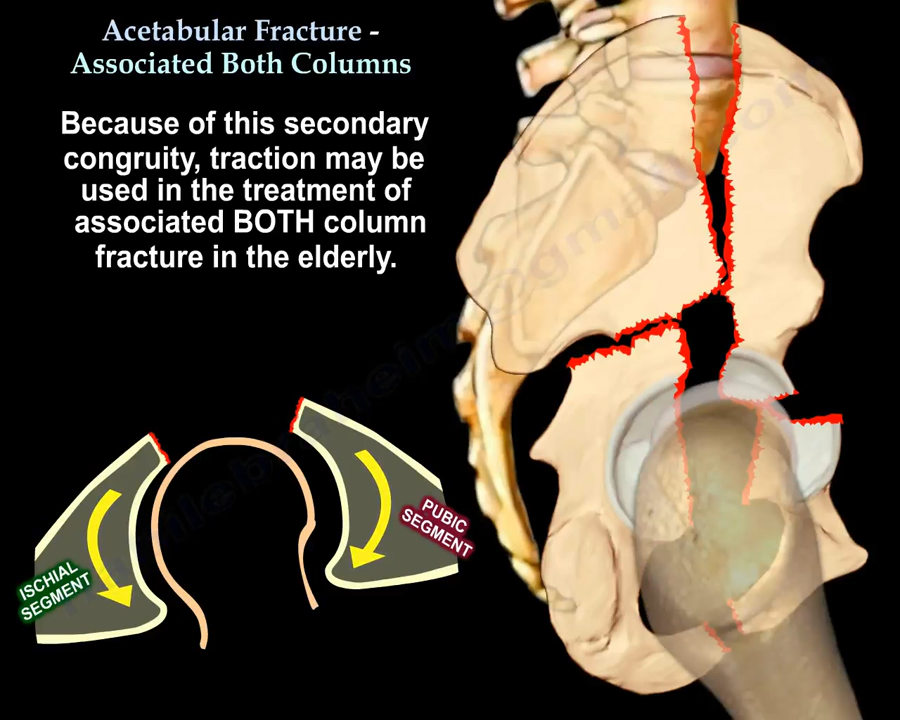 Acetabular Fracture -
Associated Both Columns
Because of this secondary
congruity, traction may be
used in the treatment of
associated BOTH column
fracture in the elderly.
ISCHIAL
SEGMENT
PUBIC
SEGMENT